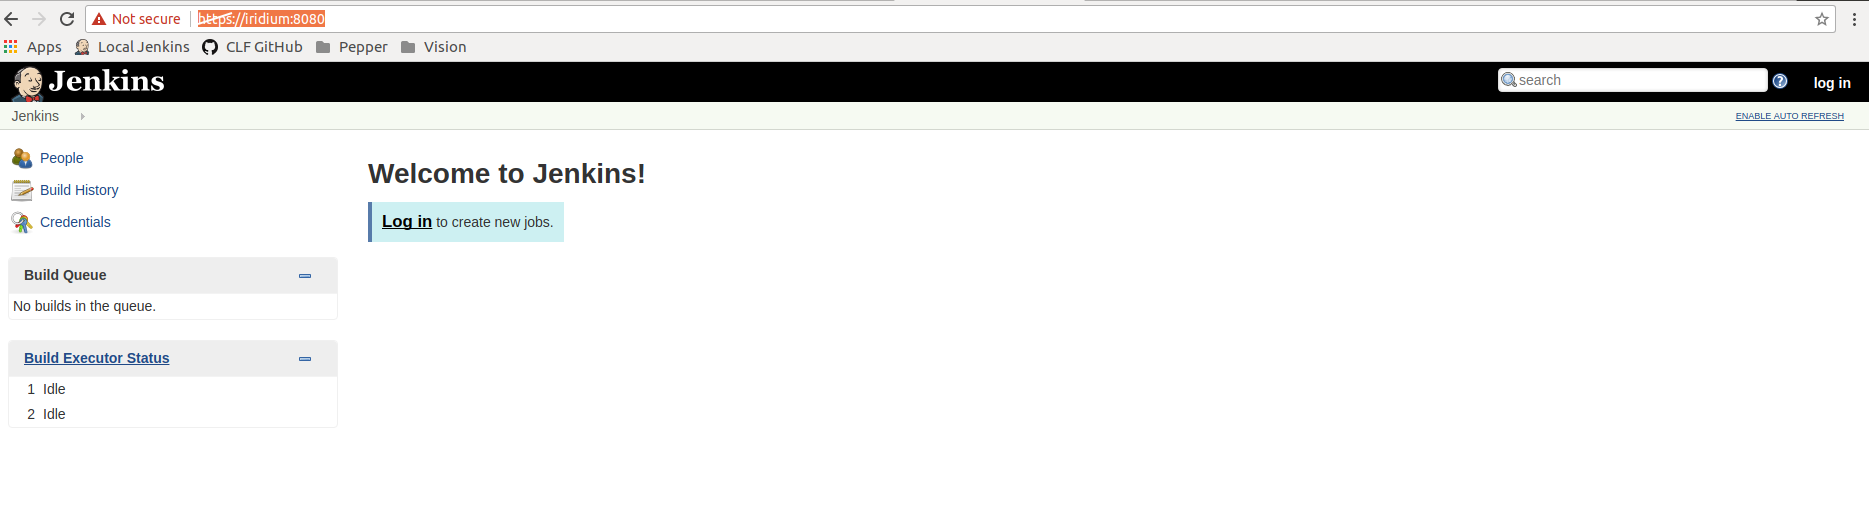 Not secure https://iridium:8080
Apps Local Jenkins CLF GitHub Pepper Vision
Jenkins search ? log in
Jenkins ENABLE AUTO REFRESH
People
Build History
Credentials
Welcome to Jenkins!
Log in to create new jobs.
Build Queue
No builds in the queue.
Build Executor Status
1 Idle
2 Idle